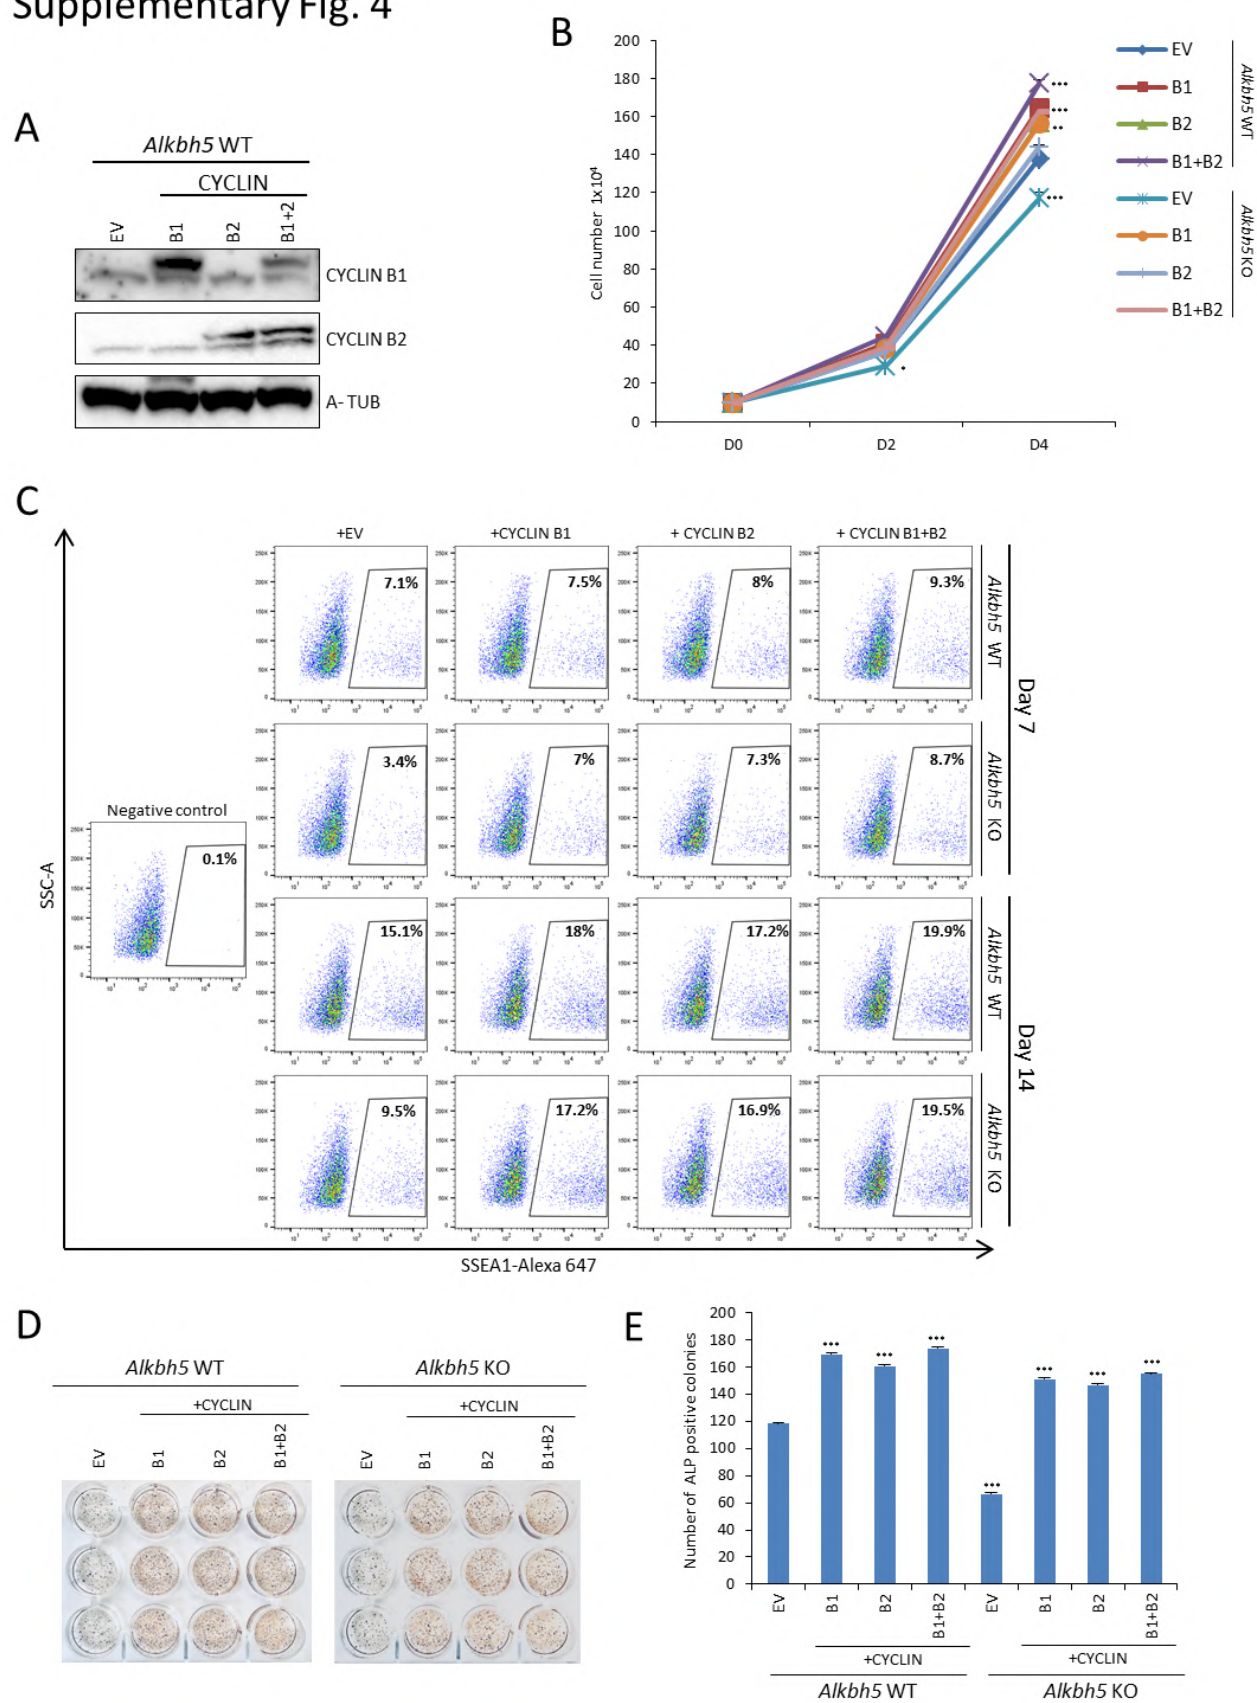 Supplementary Fig. 4
A
Alkbh5 WT
CYCLIN
EV
B1
B2
B1+2
CYCLIN B1
CYCLIN B2
A- TUB
B
200
180
160
140
120
100
80
60
40
20
0
Cell number 1x10⁴
D0
D2
D4
***
***
**
***
*
EV
B1
B2
B1+B2
EV
B1
B2
B1+B2
Alkbh5 WT
Alkbh5 KO
C
+EV
+CYCLIN B1
+ CYCLIN B2
+ CYCLIN B1+B2
7.1%
7.5%
8%
9.3%
Alkbh5 WT
3.4%
7%
7.3%
8.7%
Alkbh5 KO
Day 7
Negative control
0.1%
SSC-A
15.1%
18%
17.2%
19.9%
Alkbh5 WT
9.5%
17.2%
16.9%
19.5%
Alkbh5 KO
Day 14
SSEA1-Alexa 647
D
Alkbh5 WT
+CYCLIN
EV
B1
B2
B1+B2
Alkbh5 KO
+CYCLIN
EV
B1
B2
B1+B2
E
Number of ALP positive colonies
200
180
160
140
120
100
80
60
40
20
0
***
***
***
***
***
***
***
EV
B1
B2
B1+B2
EV
B1
B2
B1+B2
+CYCLIN
+CYCLIN
Alkbh5 WT
Alkbh5 KO